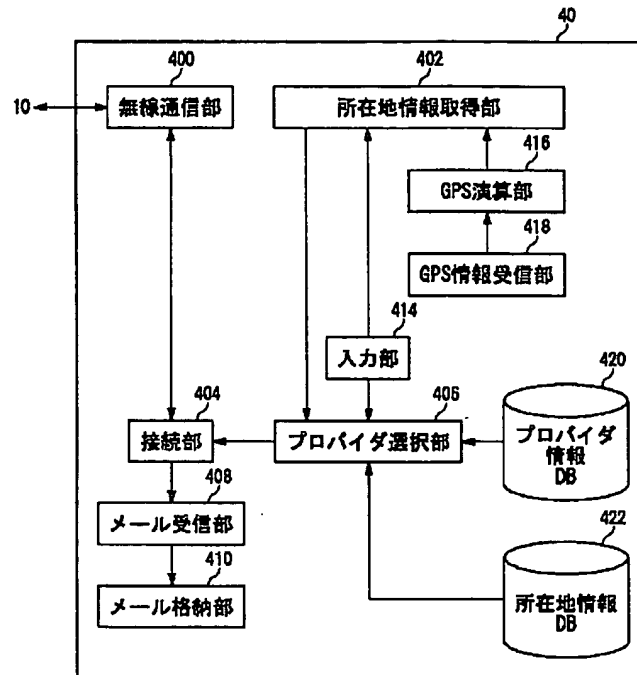 40
400
無線通信部
10
402
所在地情報取得部
416
GPS演算部
418
GPS情報受信部
414
入力部
404
接続部
406
プロバイダ選択部
420
プロバイダ
情報
DB
408
メール受信部
410
メール格納部
422
所在地情報
DB